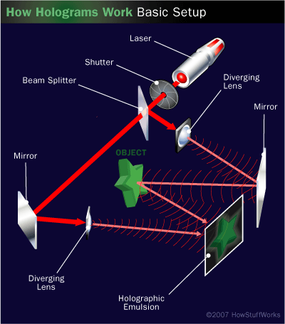 How Holograms Work Basic Setup
Laser
Shutter
Beam Splitter
Diverging
Lens
Mirror
OBJECT
Mirror
Diverging
Lens
Holographic
Emulsion
©2007 HowStuffWorks